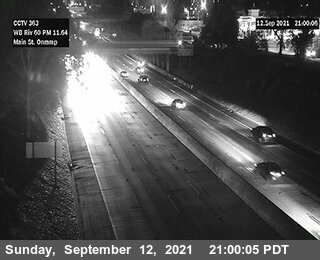 CCTV 363
WB Riv 60 PM 11.64
Main St. Onramp
12 Sep 2021 21:00:06
Sunday, September 12, 2021 21:00:05 PDT